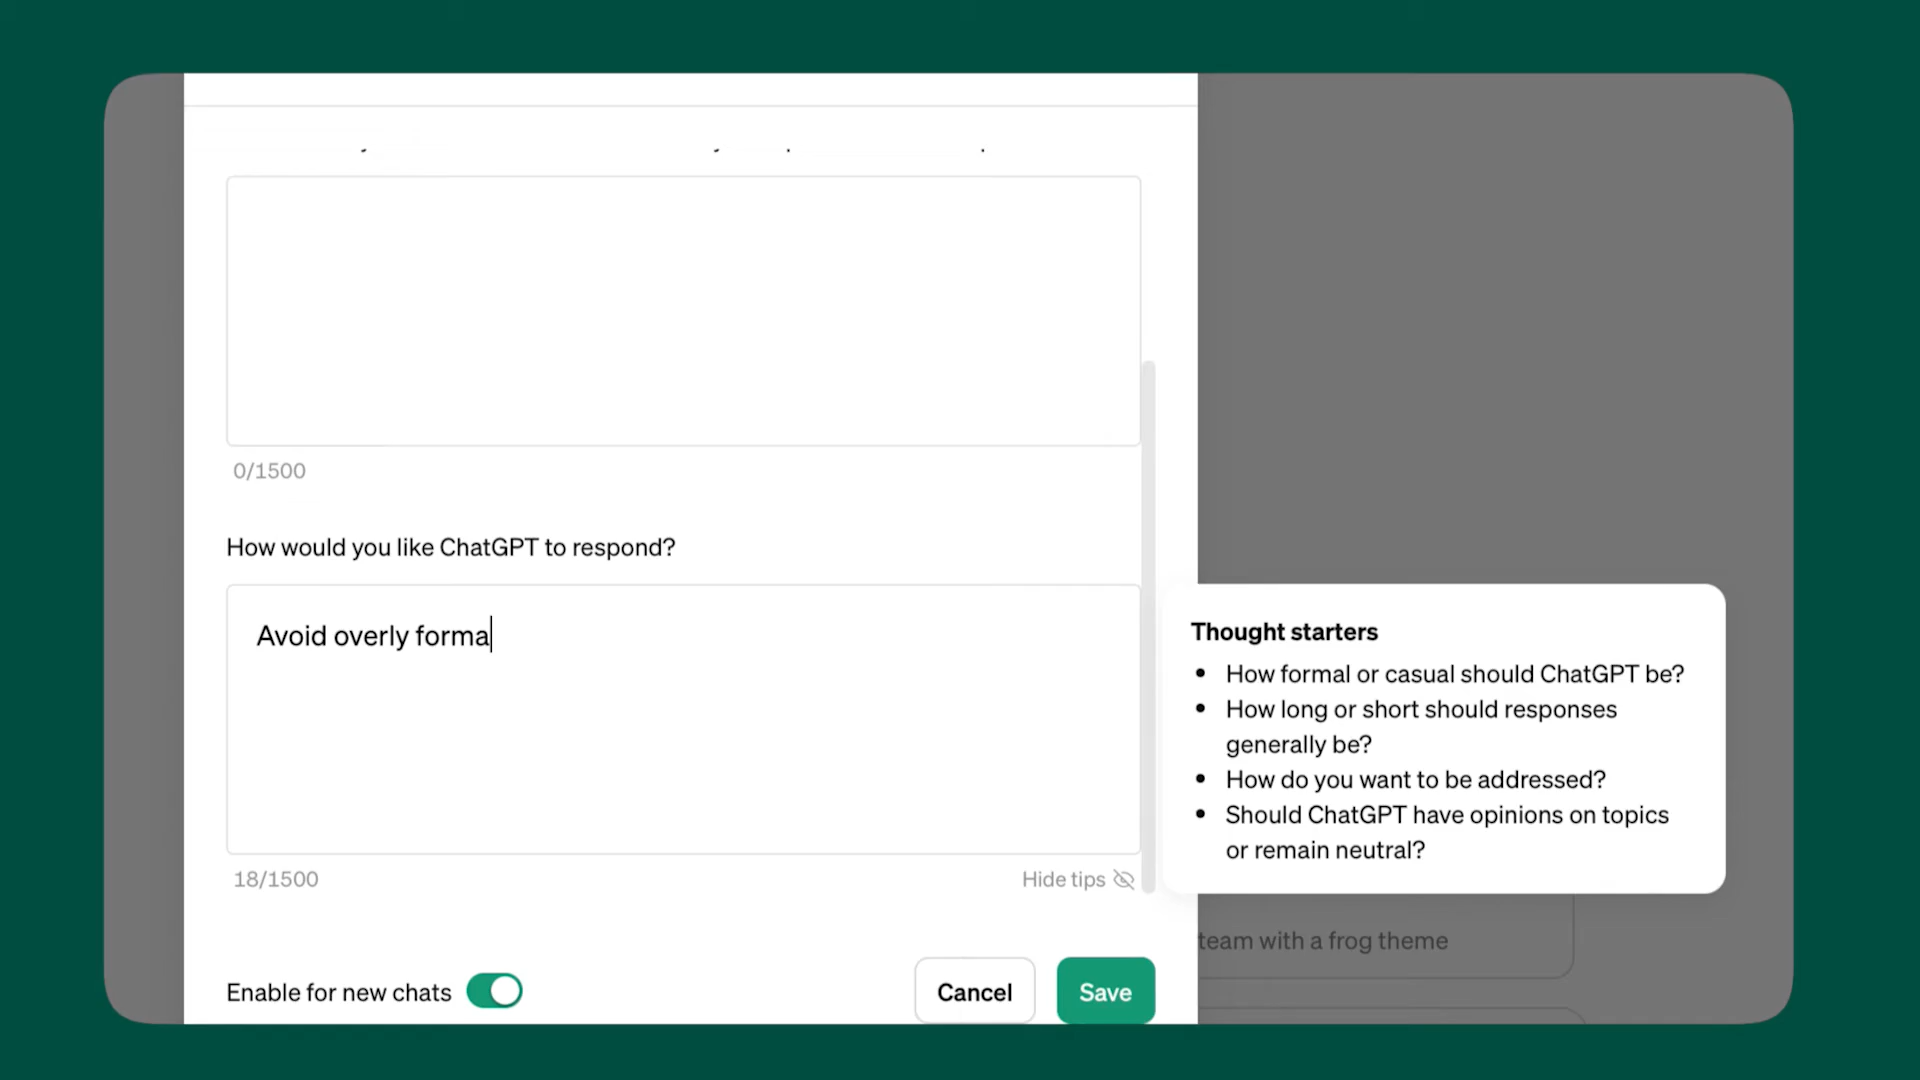 0/1500
How would you like ChatGPT to respond?
Avoid overly forma
18/1500
Hide tips
Thought starters
• How formal or casual should ChatGPT be?
• How long or short should responses
generally be?
• How do you want to be addressed?
• Should ChatGPT have opinions on topics
or remain neutral?
team with a frog theme
Enable for new chats
Cancel
Save